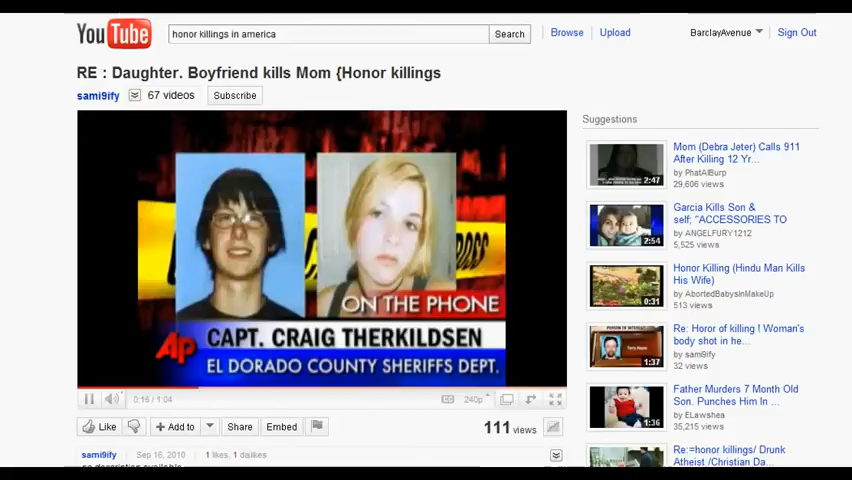 You Tube
honor killings in america
Search
Browse
Upload
BarclayAvenue
Sign Out
RE : Daughter. Boyfriend kills Mom {Honor killings
sami9ify
67 videos
Subscribe
ON THE PHONE
AP
CAPT. CRAIG THERKILDSEN
EL DORADO COUNTY SHERIFFS DEPT.
0:16 / 1:04
240p
Like
+ Add to
Share
Embed
111 views
sami9ify
Sep 16, 2010
1 likes, 1 dislikes
no description available
Suggestions
2:47
Mom (Debra Jeter) Calls 911
After Killing 12 Yr...
by PhatAlBurp
29,606 views
2:54
Garcia Kills Son &
self; "ACCESSORIES TO
by ANGELFURY1212
5,525 views
0:31
Honor Killing (Hindu Man Kills
His Wife)
by AbortedBabysInMakeUp
513 views
1:37
Re: Horor of killing ! Woman's
body shot in he...
by sami9ify
32 views
1:36
Father Murders 7 Month Old
Son. Punches Him In ...
by ELawshea
35,215 views
Re:=honor killings/ Drunk
Atheist /Christian Da...